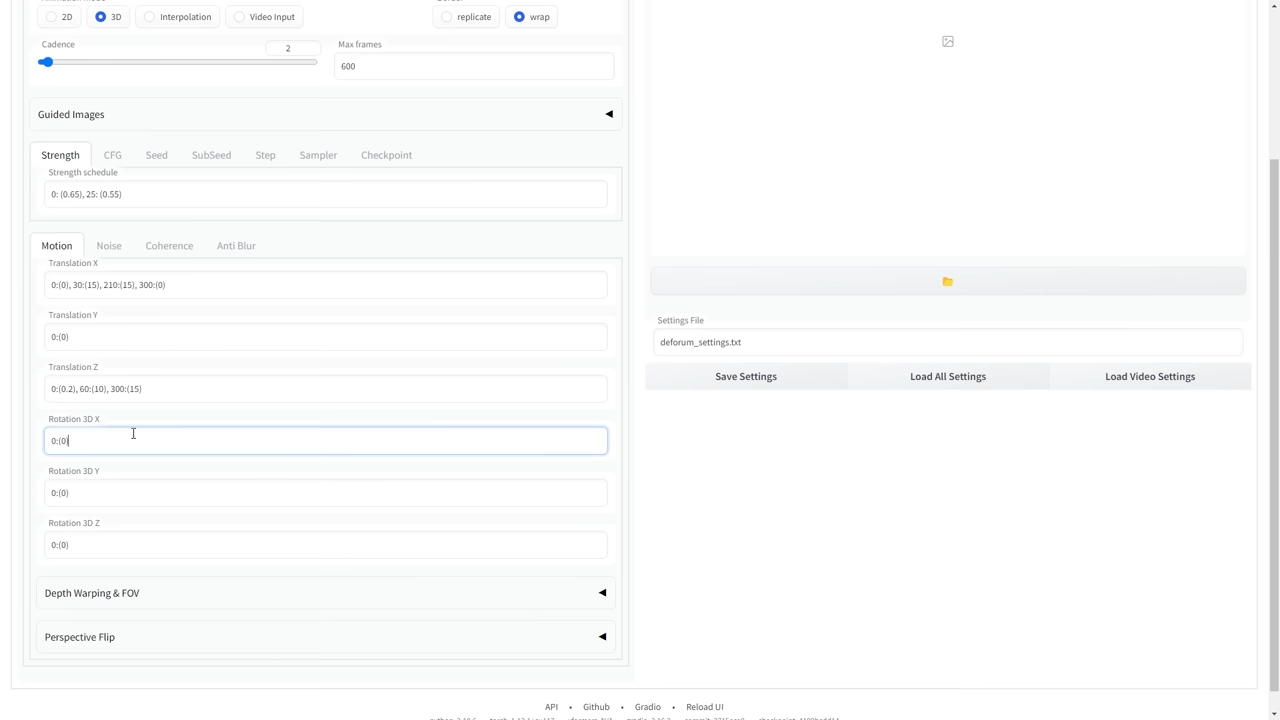 2D 3D Interpolation Video Input replicate wrap
Cadence 2 Max frames
600
Guided Images
Strength CFG Seed SubSeed Step Sampler Checkpoint
Strength schedule
0: (0.65), 25: (0.55)
Motion Noise Coherence Anti Blur
Translation X
0:(0), 30:(15), 210:(15), 300:(0)
Translation Y
0:(0)
Translation Z
0:(0.2), 60:(10), 300:(15)
Rotation 3D X
0:(0)
Rotation 3D Y
0:(0)
Rotation 3D Z
0:(0)
Depth Warping & FOV
Perspective Flip
Settings File
deforum_settings.txt
Save Settings Load All Settings Load Video Settings
API • Github • Gradio • Reload UI